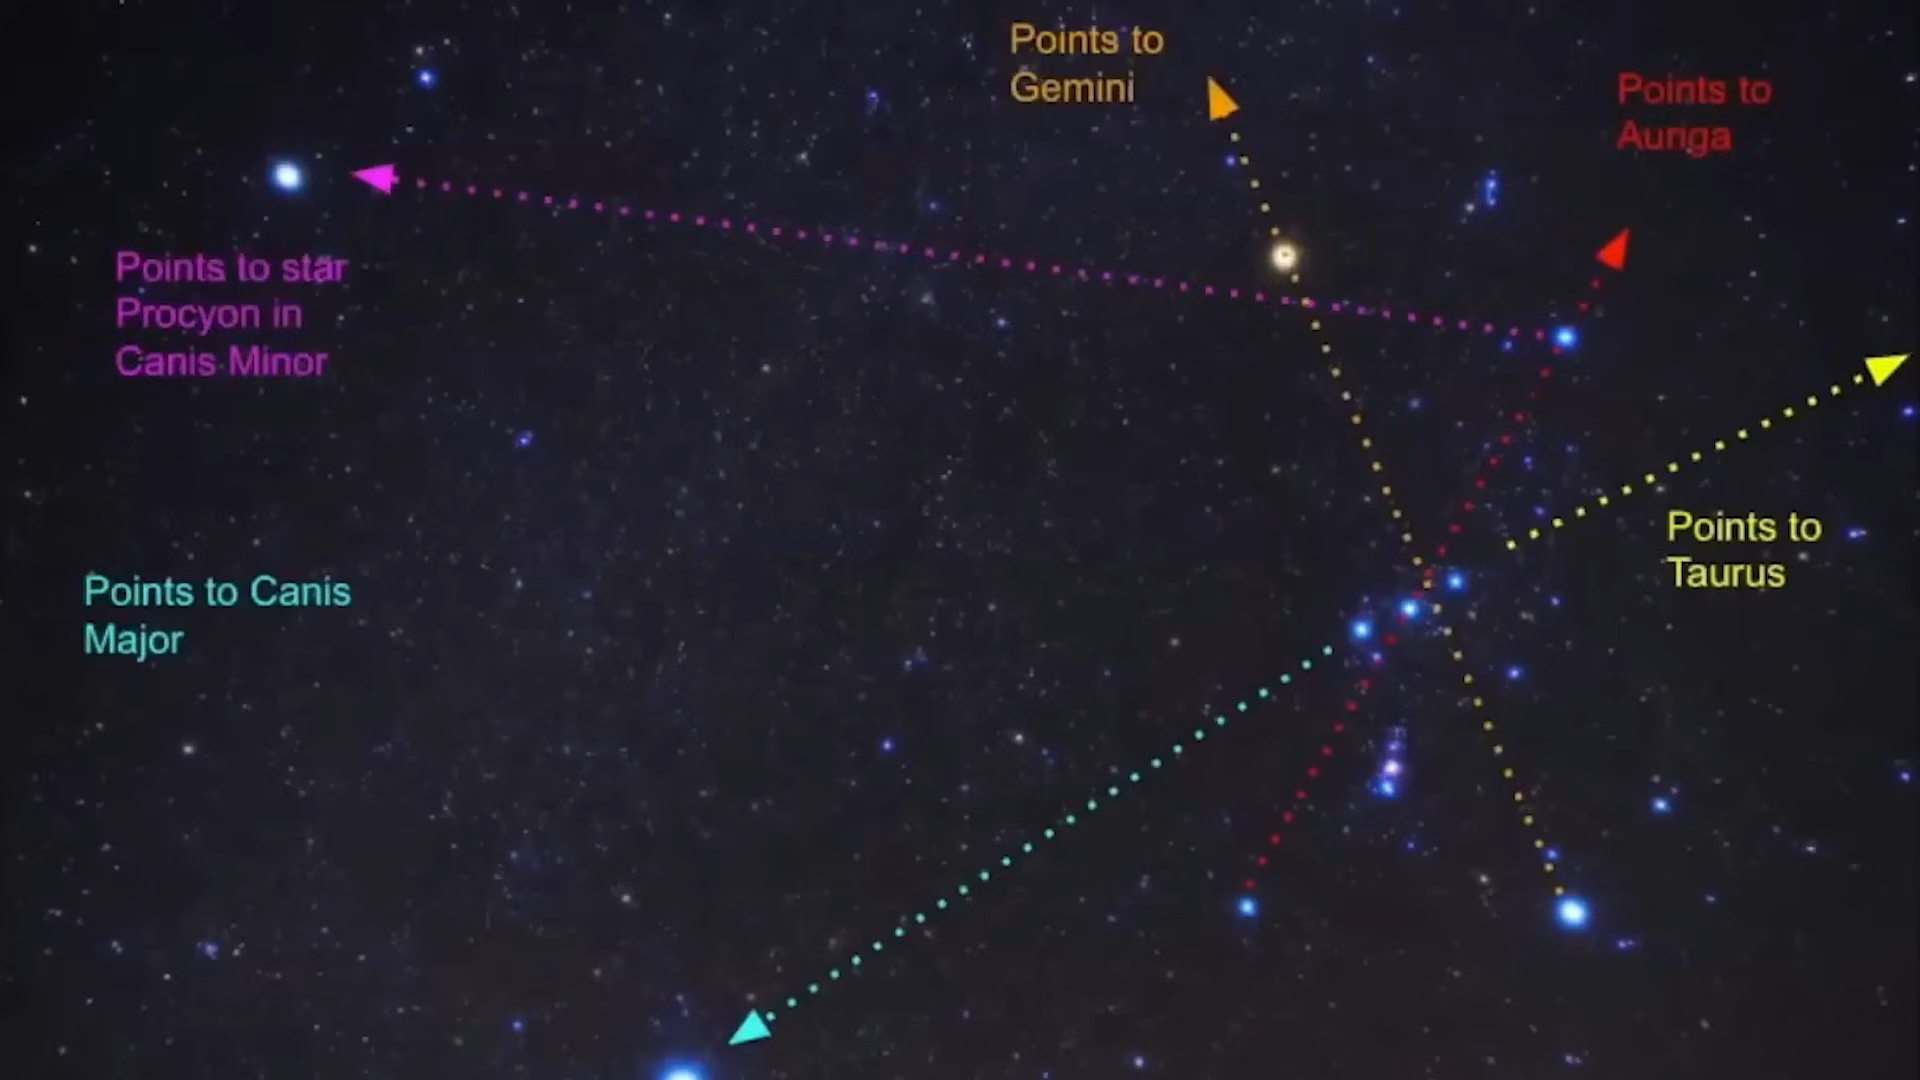 Points to
Gemini
Points to
Auriga
Points to star
Procyon in
Canis Minor
Points to
Taurus
Points to Canis
Major